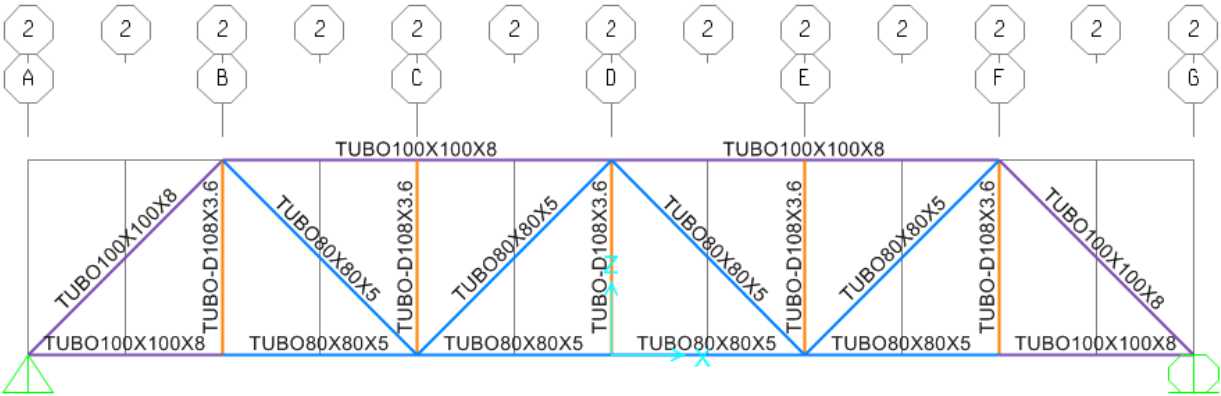 2 2 2 2 2 2 2 2 2 2 2 2 2
A B C D E F G
TUBO100X100X8 TUBO100X100X8
TUBO100X100X8
TUBO-D108X3.6
TUBO80X80X5
TUBO-D108X3.6
TUBO80X80X5
TUBO-D108X3.6
TUBO80X80X5
TUBO-D108X3.6
TUBO80X80X5
TUBO-D108X3.6
TUBO100X100X8
Z
TUBO100X100X8 TUBO80X80X5 TUBO80X80X5 TUBO80X80X5 TUBO80X80X5 TUBO100X100X8
X